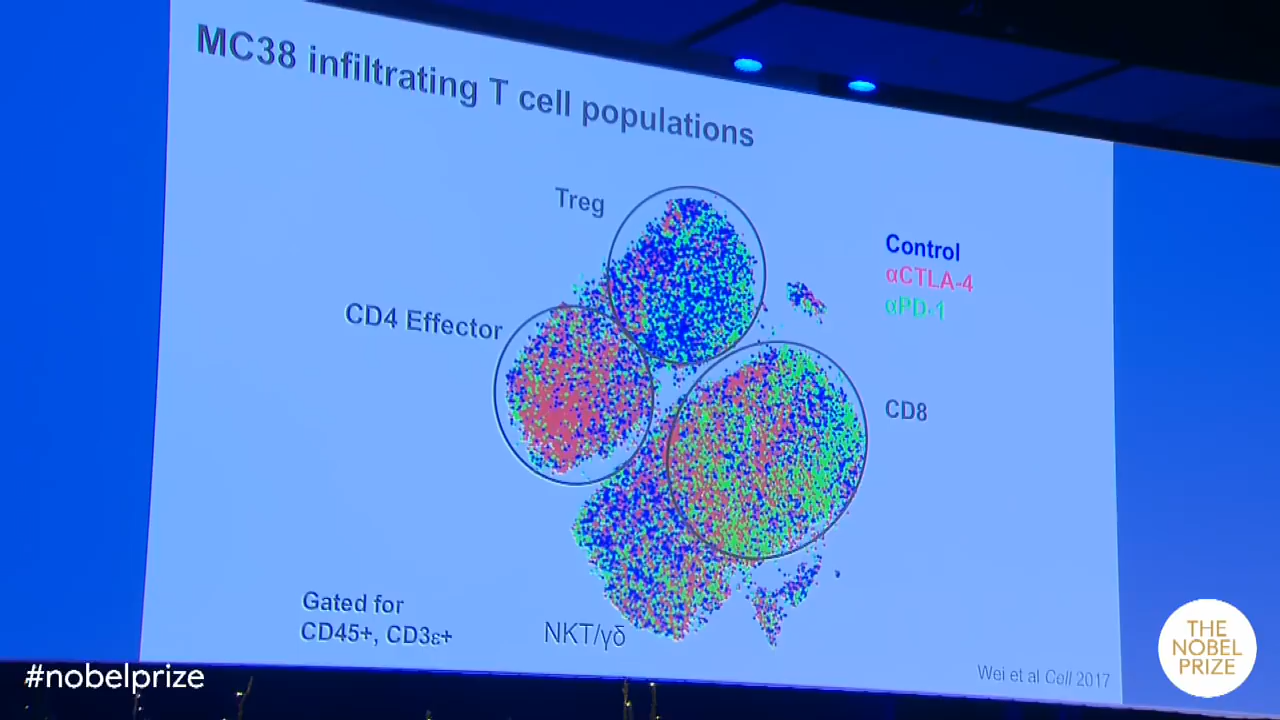 MC38 infiltrating T cell populations
Treg
Control
αCTLA-4
αPD-1
CD4 Effector
CD8
Gated for
CD45+, CD3ε+
NKT/γδ
Wei et al Cell 2017
#nobelprize
THE
NOBEL
PRIZE